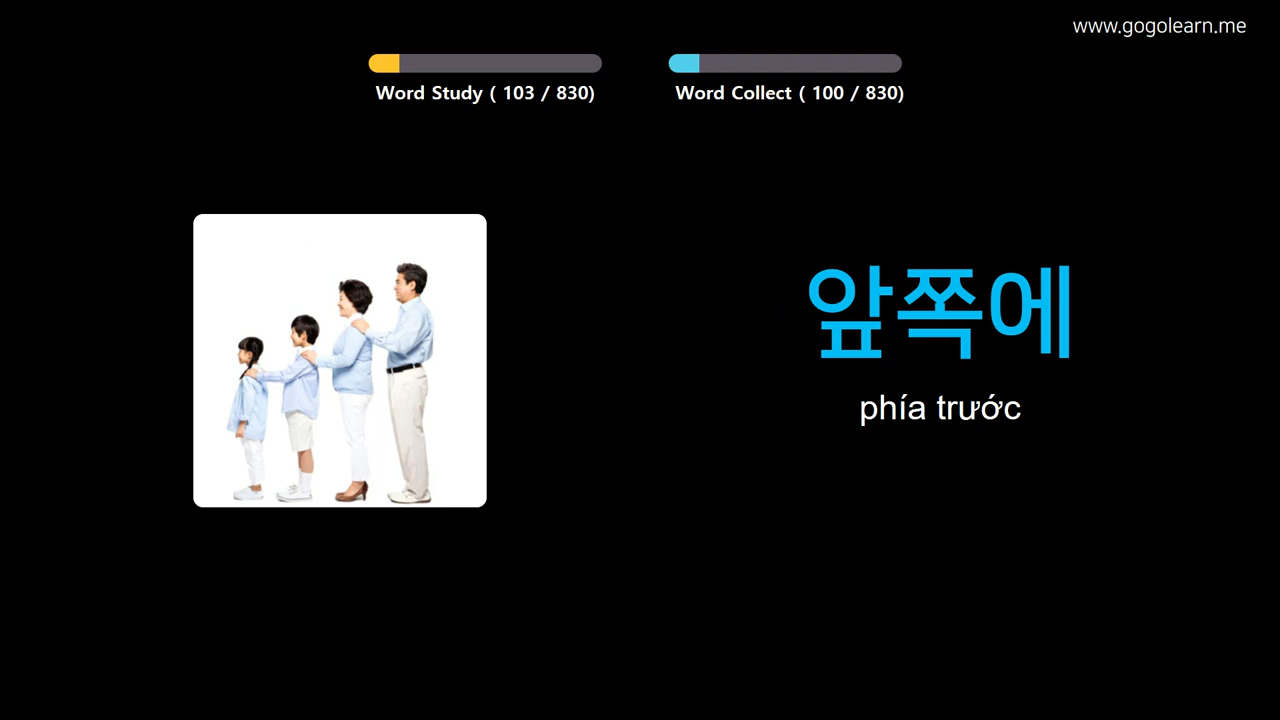 www.gogolearn.me
Word Study ( 103 / 830)
Word Collect ( 100 / 830)
앞쪽에
phía trước